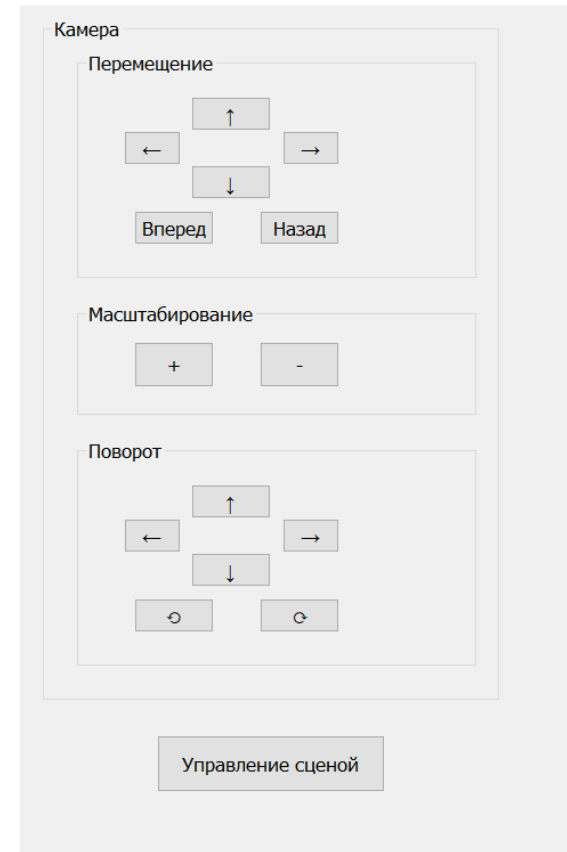 Камера
Перемещение
↑
← →
↓
Вперед Назад
Масштабирование
+ -
Поворот
↑
← →
↓
⟲ ⟳
Управление сценой